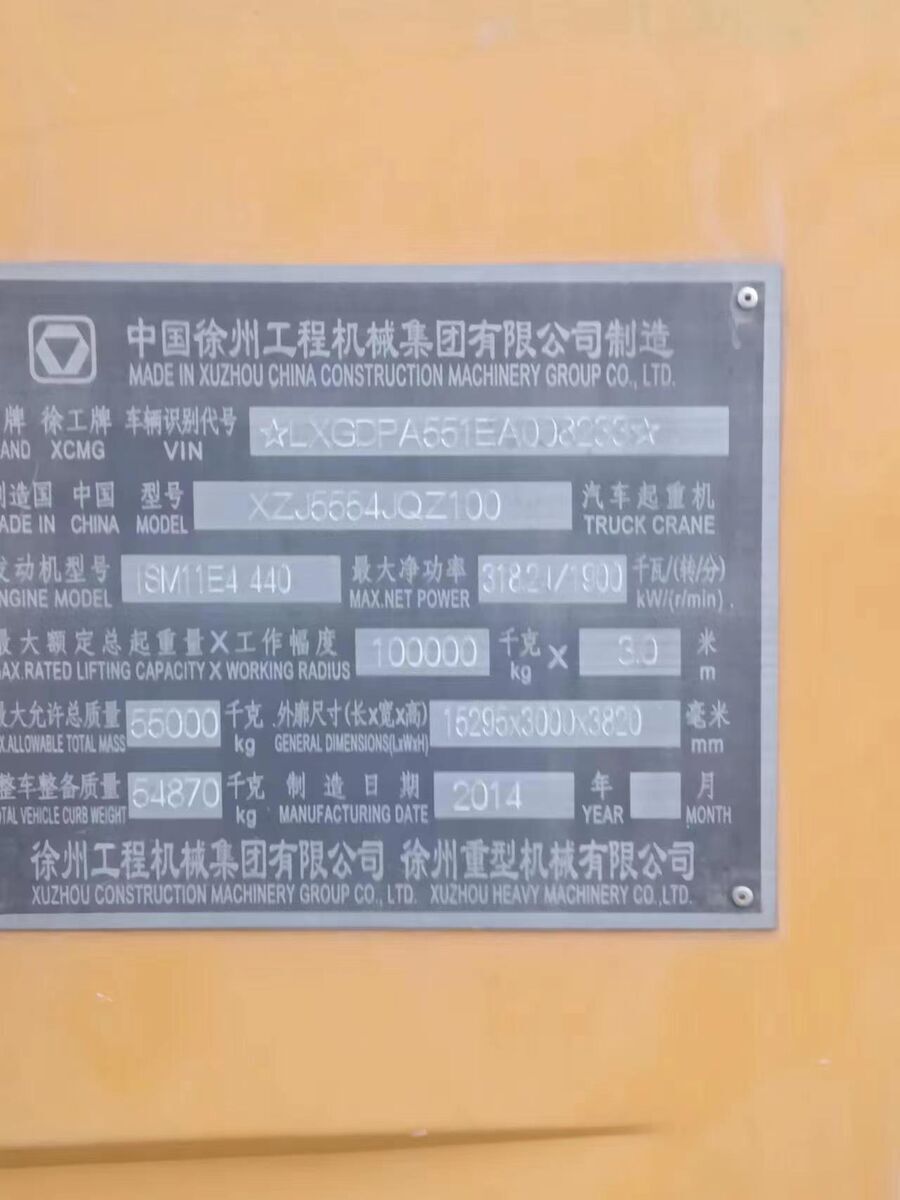 中国徐州工程机械集团有限公司制造
MADE IN XUZHOU CHINA CONSTRUCTION MACHINERY GROUP CO., LTD.
牌 徐工牌 车辆识别代号 ☆LXGDPA551EA008233☆
AND XCMG VIN
制造国 中国 型号 XZJ5554JQZ100 汽车起重机
ADE IN CHINA MODEL TRUCK CRANE
发动机型号 ISM11E4 440 最大净功率 /1900 千瓦/(转/分)
NGINE MODEL MAX.NET POWER kW/(r/min).
最大额定总起重量×工作幅度 100000 千克 × 3.0 米
AX.RATED LIFTING CAPACITY X WORKING RADIUS kg m
最大允许总质量 55000 千克 外廓尺寸(长x宽x高) 15295x3000x3820 毫米
X.ALLOWABLE TOTAL MASS kg GENERAL DIMENSIONS(LxWxH) mm
整车整备质量 54870 千克 制造日期 2014 年 月
OTAL VEHICLE CURB WEIGHT kg MANUFACTURING DATE YEAR MONTH
徐州工程机械集团有限公司 徐州重型机械有限公司
XUZHOU CONSTRUCTION MACHINERY GROUP CO., LTD. XUZHOU HEAVY MACHINERY CO., LTD.